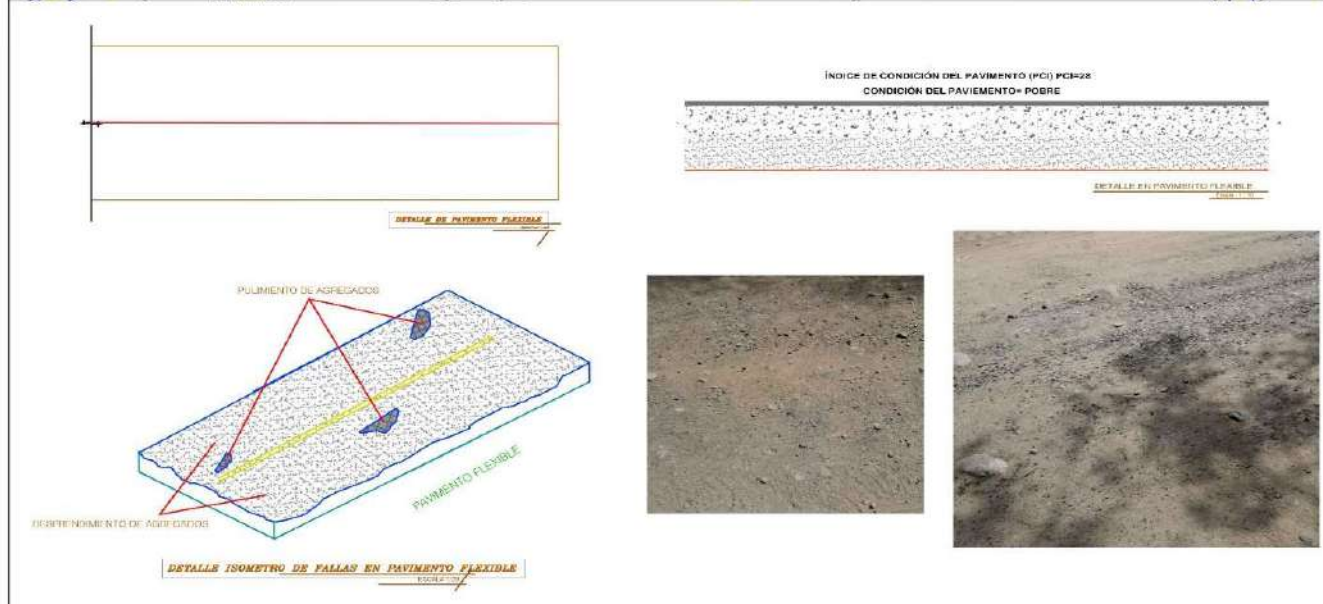 ÍNDICE DE CONDICIÓN DEL PAVIMENTO (PCI) PCI=28
CONDICIÓN DEL PAVIEMENTO= POBRE
DETALLE EN PAVIMENTO FLEXIBLE
DETALLE DE PAVIMENTO FLEXIBLE
PULIMIENTO DE AGREGADOS
PAVIMENTO FLEXIBLE
DESPRENDIMIENTO DE AGREGADOS
DETALLE ISOMETRO DE FALLAS EN PAVIMENTO FLEXIBLE